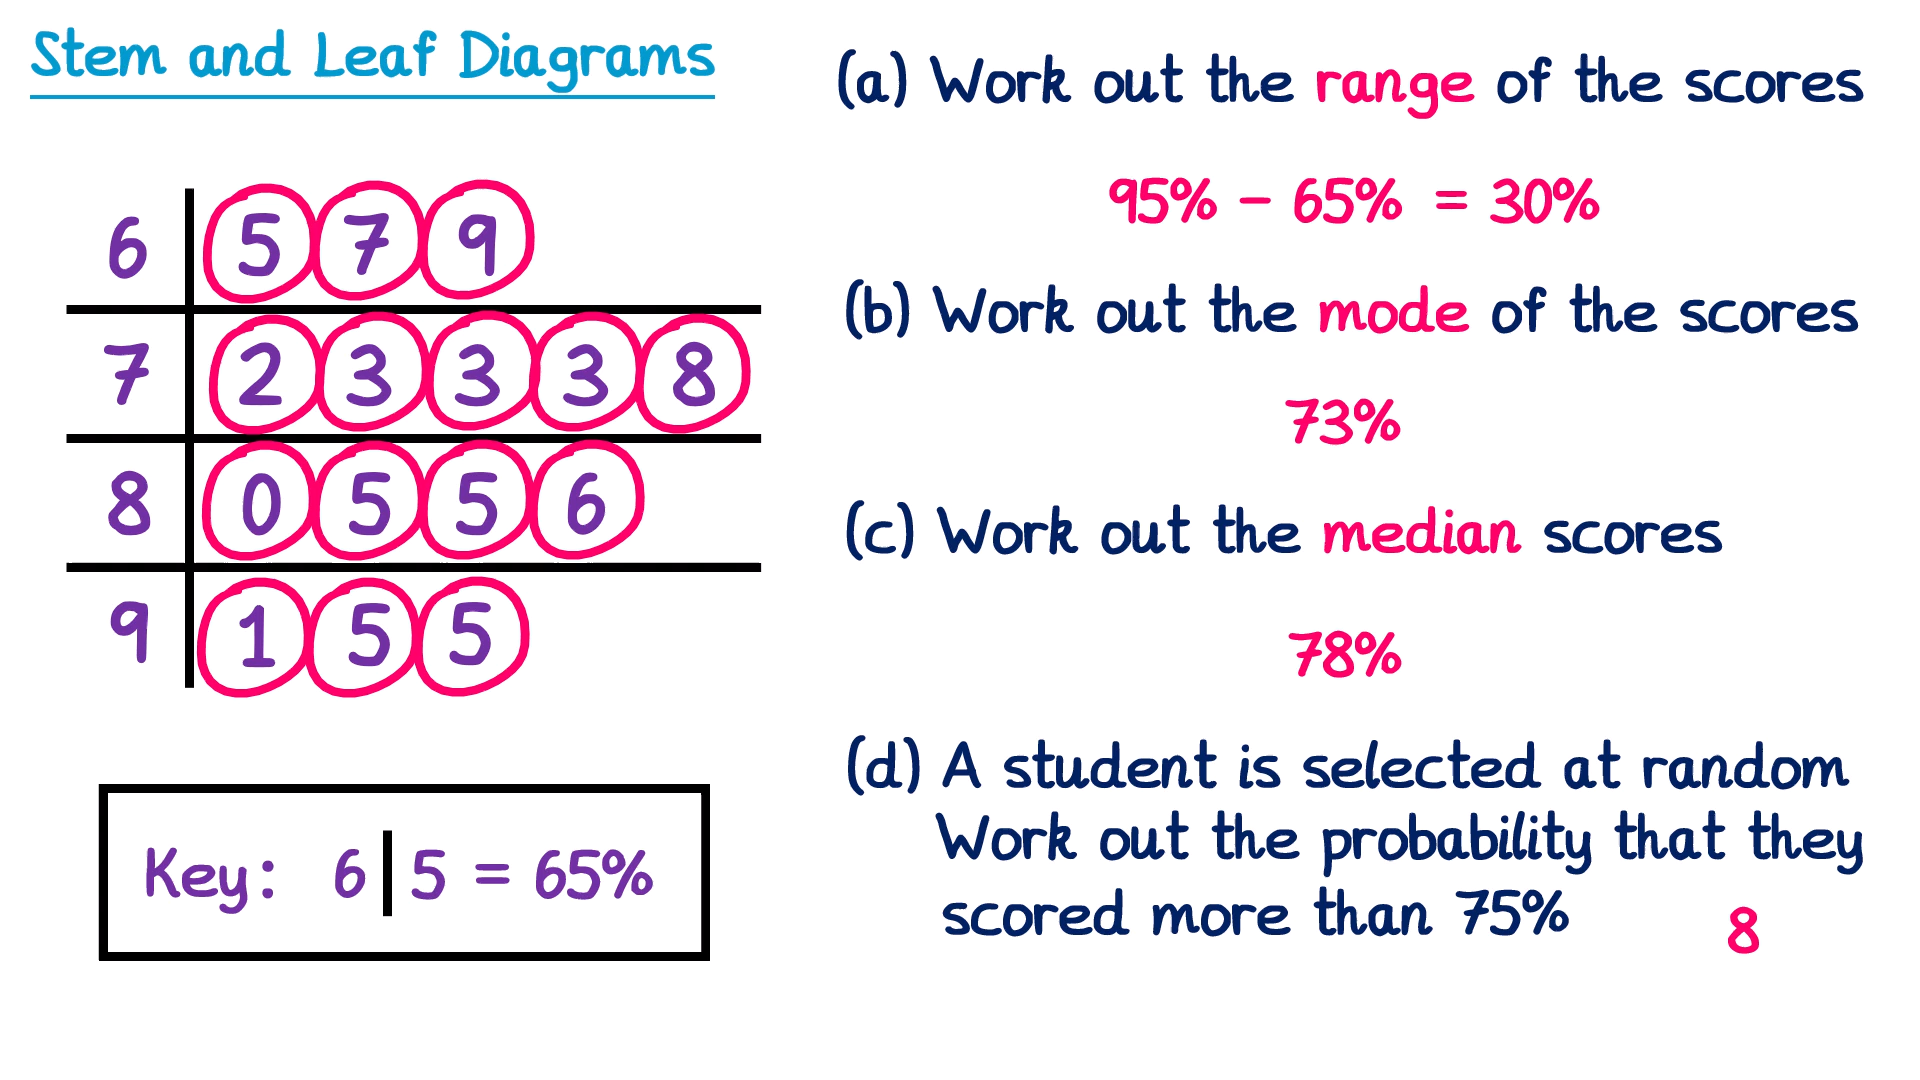 Stem and Leaf Diagrams
6 5 7 9
7 2 3 3 3 8
8 0 5 5 6
9 1 5 5
Key: 6 | 5 = 65%
(a) Work out the range of the scores
95% - 65% = 30%
(b) Work out the mode of the scores
73%
(c) Work out the median scores
78%
(d) A student is selected at random
Work out the probability that they
scored more than 75%
8